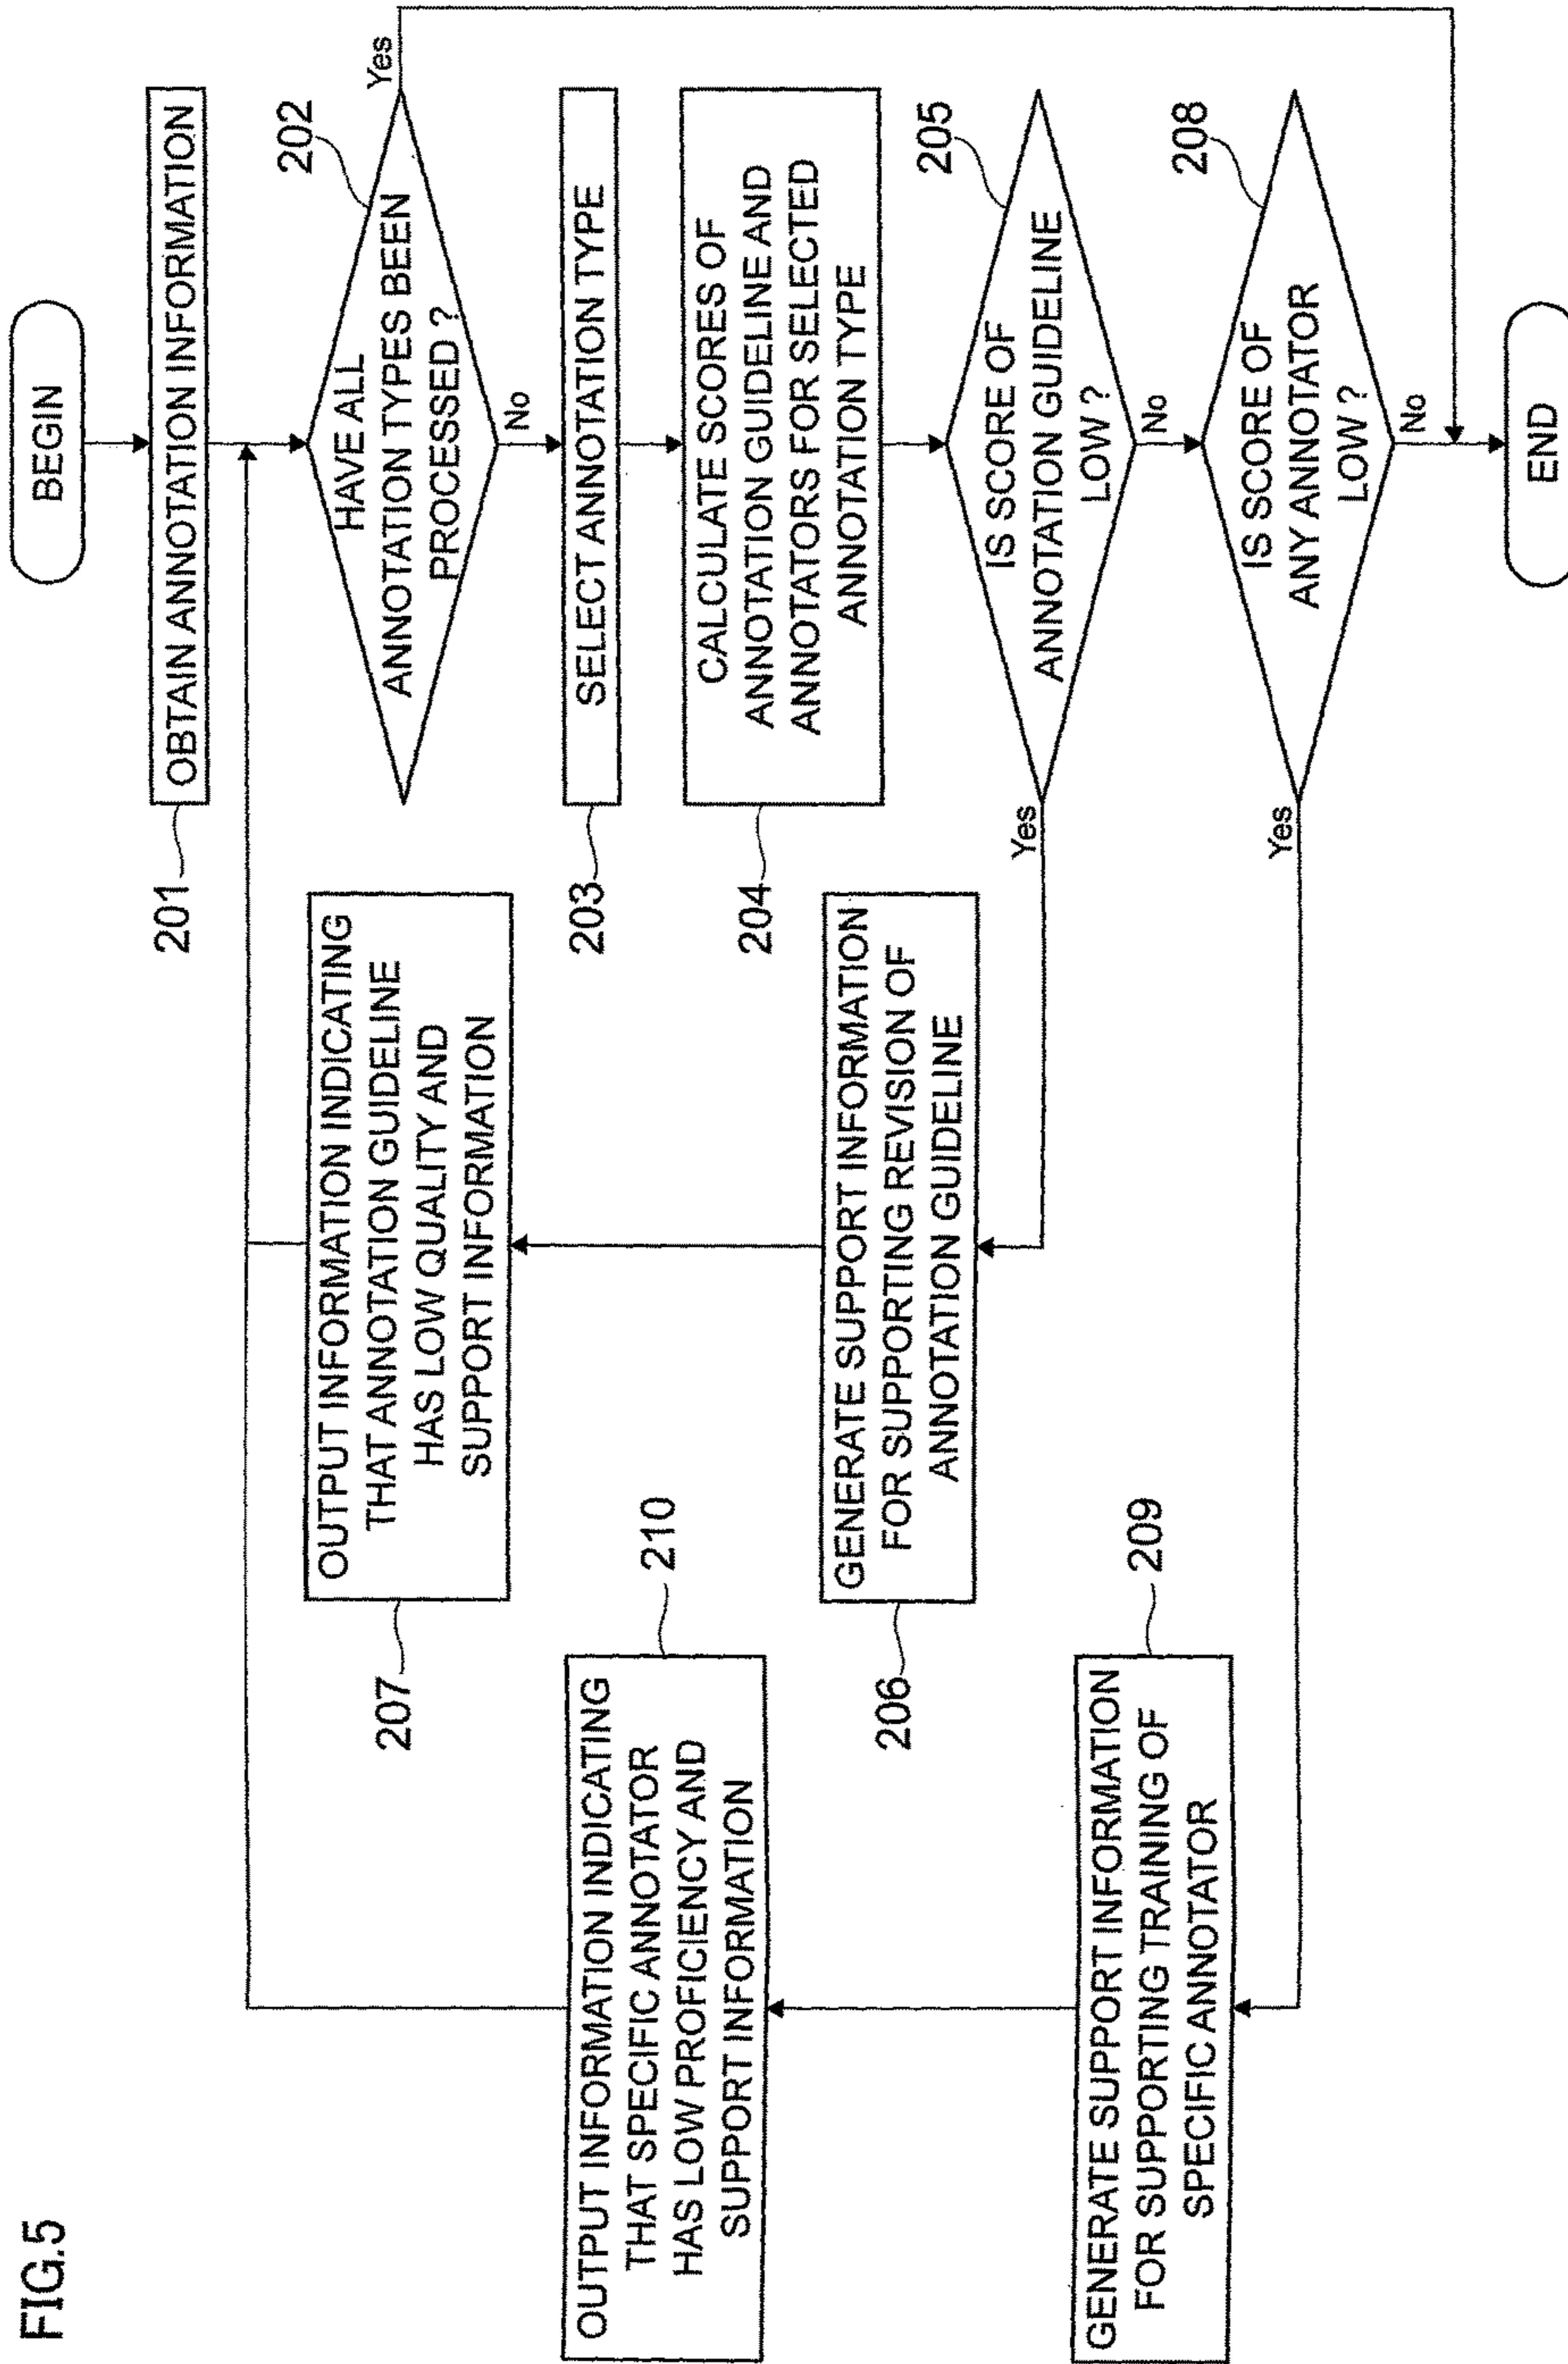 FIG.5
BEGIN
OBTAIN ANNOTATION INFORMATION
201
HAVE ALL
ANNOTATION TYPES BEEN
PROCESSED ?
202
Yes
No
SELECT ANNOTATION TYPE
203
CALCULATE SCORES OF
ANNOTATION GUIDELINE AND
ANNOTATORS FOR SELECTED
ANNOTATION TYPE
204
IS SCORE OF
ANNOTATION GUIDELINE
LOW ?
205
Yes
No
GENERATE SUPPORT INFORMATION
FOR SUPPORTING REVISION OF
ANNOTATION GUIDELINE
206
OUTPUT INFORMATION INDICATING
THAT ANNOTATION GUIDELINE
HAS LOW QUALITY AND
SUPPORT INFORMATION
207
IS SCORE OF
ANY ANNOTATOR
LOW ?
208
Yes
No
GENERATE SUPPORT INFORMATION
FOR SUPPORTING TRAINING OF
SPECIFIC ANNOTATOR
209
OUTPUT INFORMATION INDICATING
THAT SPECIFIC ANNOTATOR
HAS LOW PROFICIENCY AND
SUPPORT INFORMATION
210
END